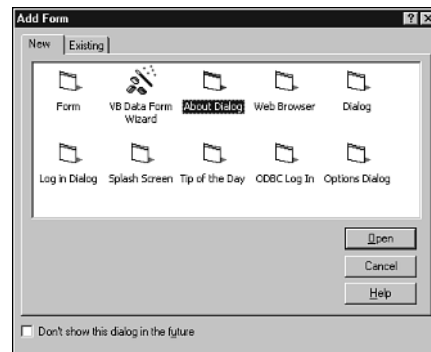 Add Form
New Existing
Form VB Data Form Wizard About Dialog Web Browser Dialog
Log in Dialog Splash Screen Tip of the Day ODBC Log In Options Dialog
Open
Cancel
Help
Don't show this dialog in the future